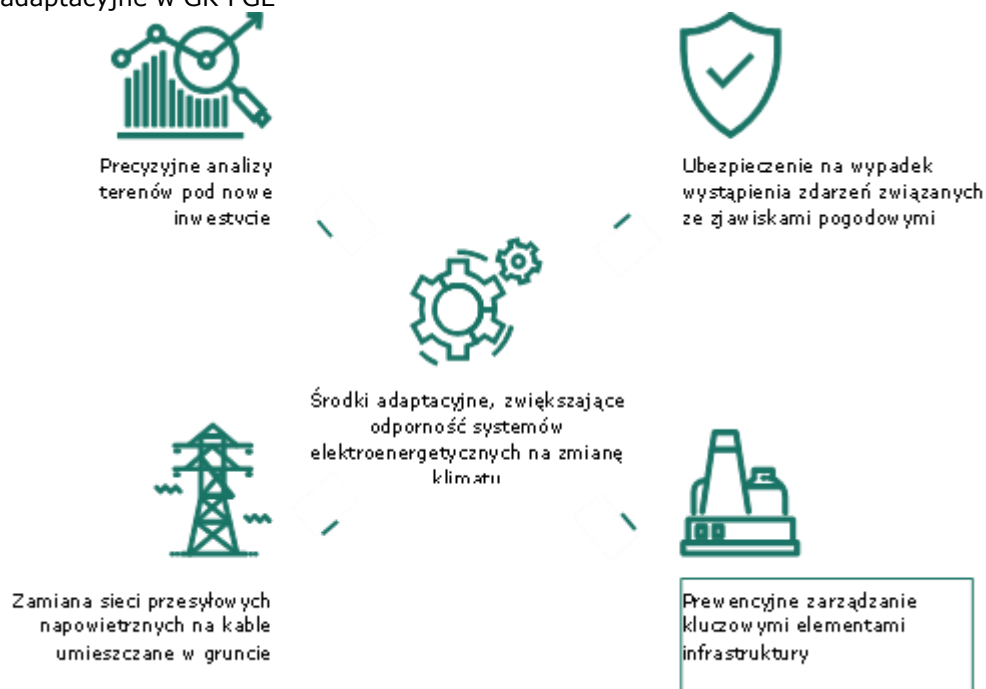 adaptacyjne w GK i GE
Precyzyjne analizy
terenów pod nowe
inwestycje
Ubezpieczenie na wypadek
wystąpienia zdarzeń związanych
ze zjawiskami pogodowymi
Środki adaptacyjne, zwiększające
odporność systemów
elektroenergetycznych na zmianę
klimatu
Zamiana sieci przesyłowych
napowietrznych na kable
umieszczane w gruncie
Prewencyjne zarządzanie
kluczowymi elementami
infrastruktury